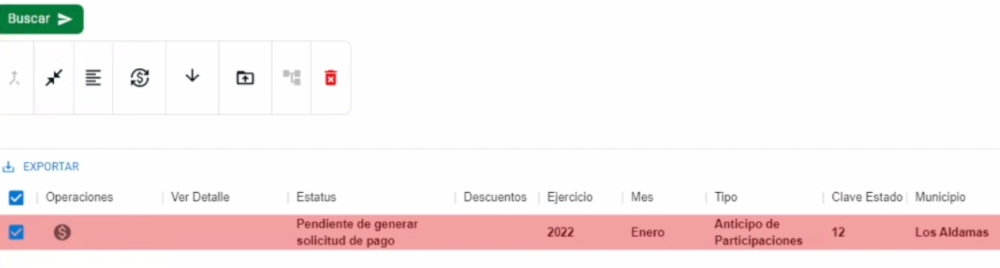 Buscar
EXPORTAR
Operaciones Ver Detalle Estatus Descuentos Ejercicio Mes Tipo Clave Estado Municipio
Pendiente de generar
solicitud de pago
2022 Enero
Anticipo de
Participaciones
12 Los Aldamas